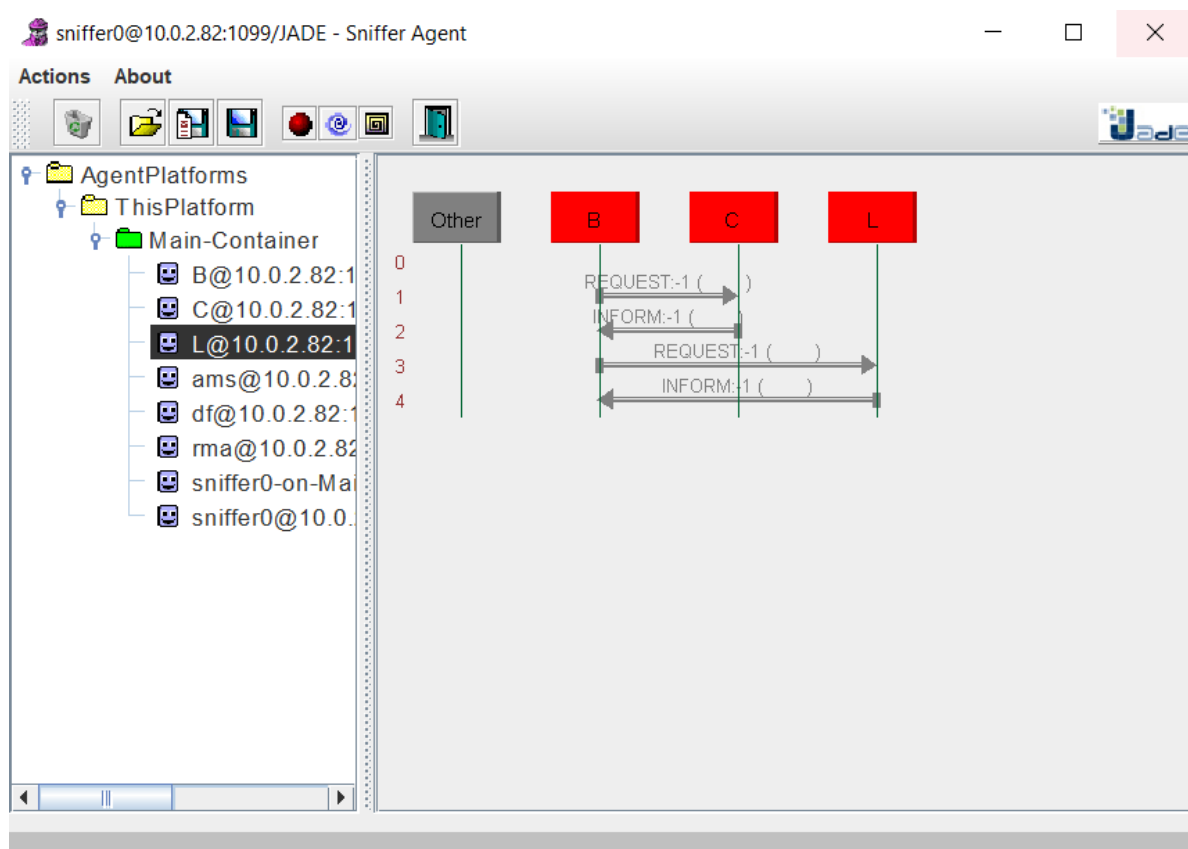 sniffer0@10.0.2.82:1099/JADE - Sniffer Agent
Actions About
Jade
AgentPlatforms
ThisPlatform
Main-Container
B@10.0.2.82:1
C@10.0.2.82:1
L@10.0.2.82:1
ams@10.0.2.82
df@10.0.2.82:1
rma@10.0.2.82
sniffer0-on-Mai
sniffer0@10.0.
Other B C L
0
REQUEST:-1 ( )
1
INFORM:-1 ( )
2
REQUEST:-1 ( )
3
INFORM:-1 ( )
4